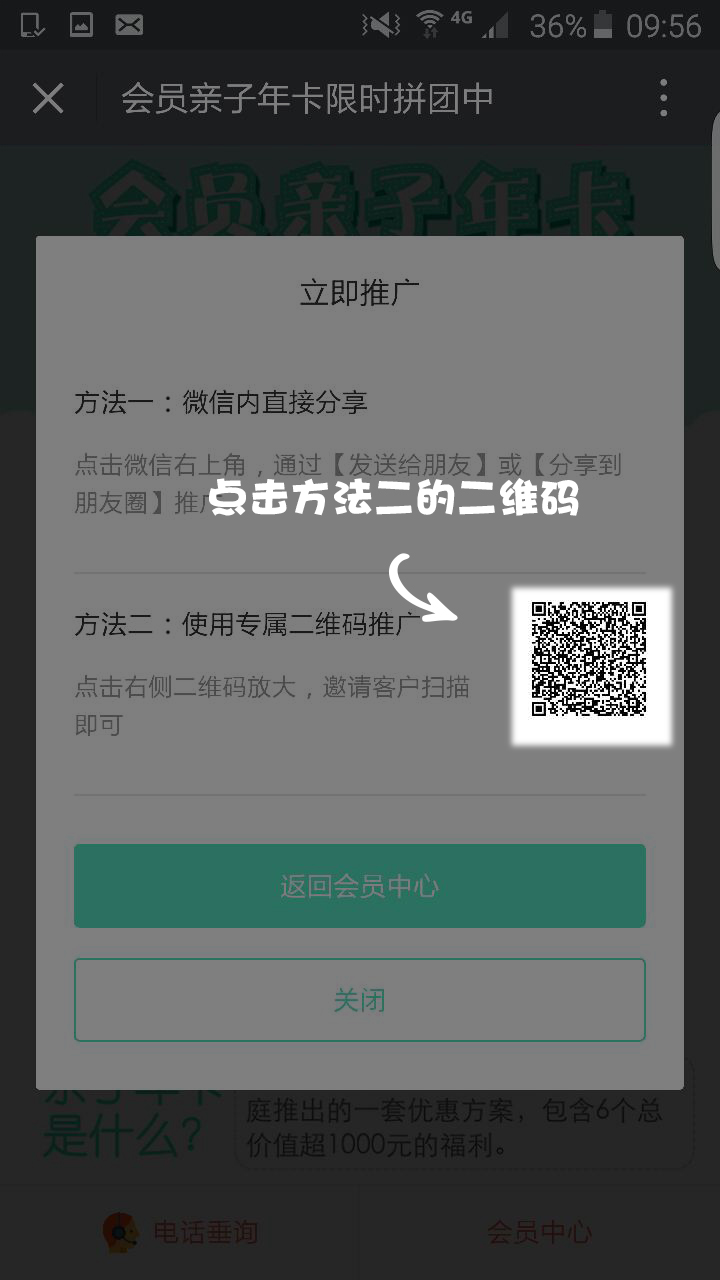 4G 36% 09:56
会员亲子年卡限时拼团中
会员亲子年卡
立即推广
方法一：微信内直接分享
点击微信右上角，通过【发送给朋友】或【分享到
朋友圈】推广
点击方法二的二维码
方法二：使用专属二维码推广
点击右侧二维码放大，邀请客户扫描
即可
返回会员中心
关闭
亲子年卡
是什么？
庭推出的一套优惠方案，包含6个总
价值超1000元的福利。
电话垂询
会员中心